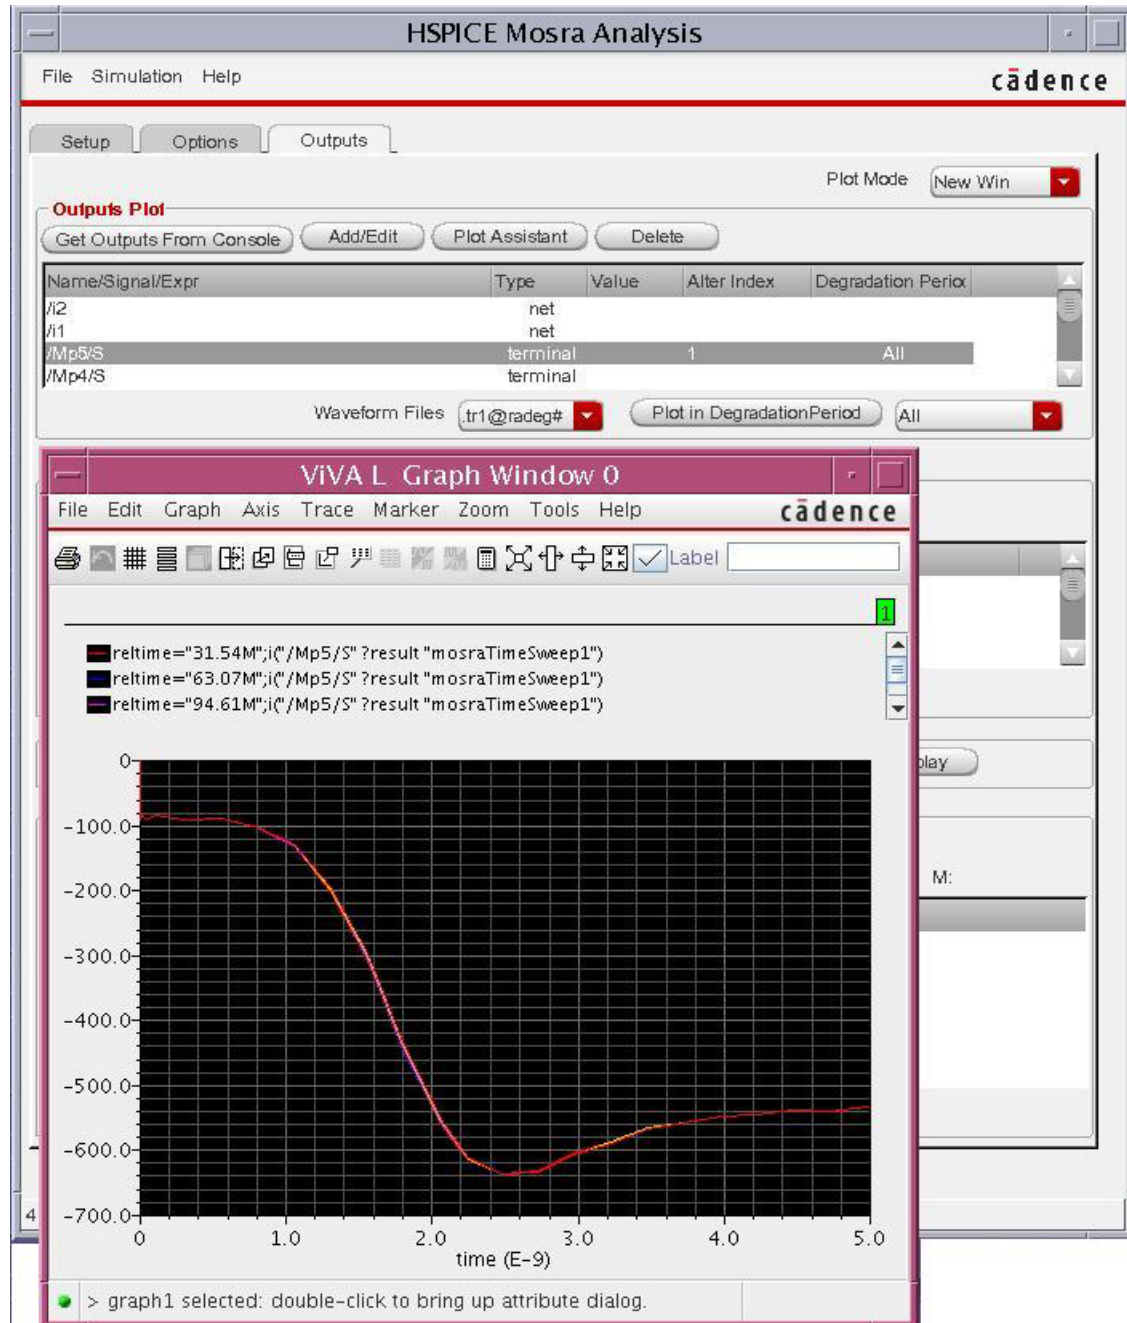 HSPICE Mosra Analysis
File Simulation Help
cādence
Setup Options Outputs
Plot Mode New Win
Outputs Plot
Get Outputs From Console Add/Edit Plot Assistant Delete
Name/Signal/Expr Type Value Alter Index Degradation Perio
/i2 net
/i1 net
/Mp5/S terminal 1 All
/Mp4/S terminal
Waveform Files .tr1@radeg# Plot in DegradationPeriod All
ViVA L Graph Window 0
File Edit Graph Axis Trace Marker Zoom Tools Help
cādence
Label
1
reltime="31.54M";i("/Mp5/S" ?result "mosraTimeSweep1")
reltime="63.07M";i("/Mp5/S" ?result "mosraTimeSweep1")
reltime="94.61M";i("/Mp5/S" ?result "mosraTimeSweep1")
play
M:
0
-100.0
-200.0
-300.0
-400.0
-500.0
-600.0
-700.0
0 1.0 2.0 3.0 4.0 5.0
time (E-9)
4
> graph1 selected: double-click to bring up attribute dialog.